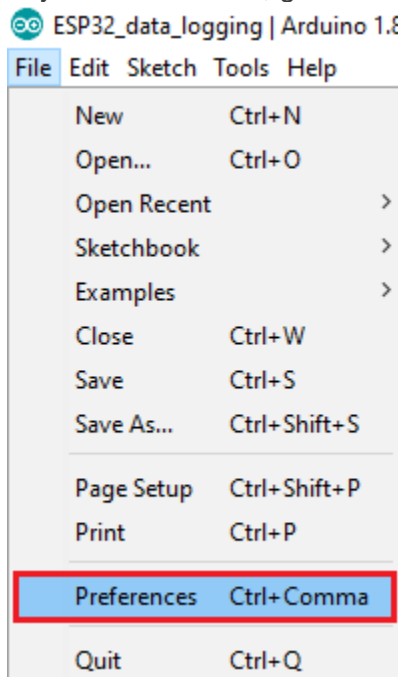 ESP32_data_logging | Arduino 1.8
File Edit Sketch Tools Help
New Ctrl+N
Open... Ctrl+O
Open Recent >
Sketchbook >
Examples >
Close Ctrl+W
Save Ctrl+S
Save As... Ctrl+Shift+S
Page Setup Ctrl+Shift+P
Print Ctrl+P
Preferences Ctrl+Comma
Quit Ctrl+Q